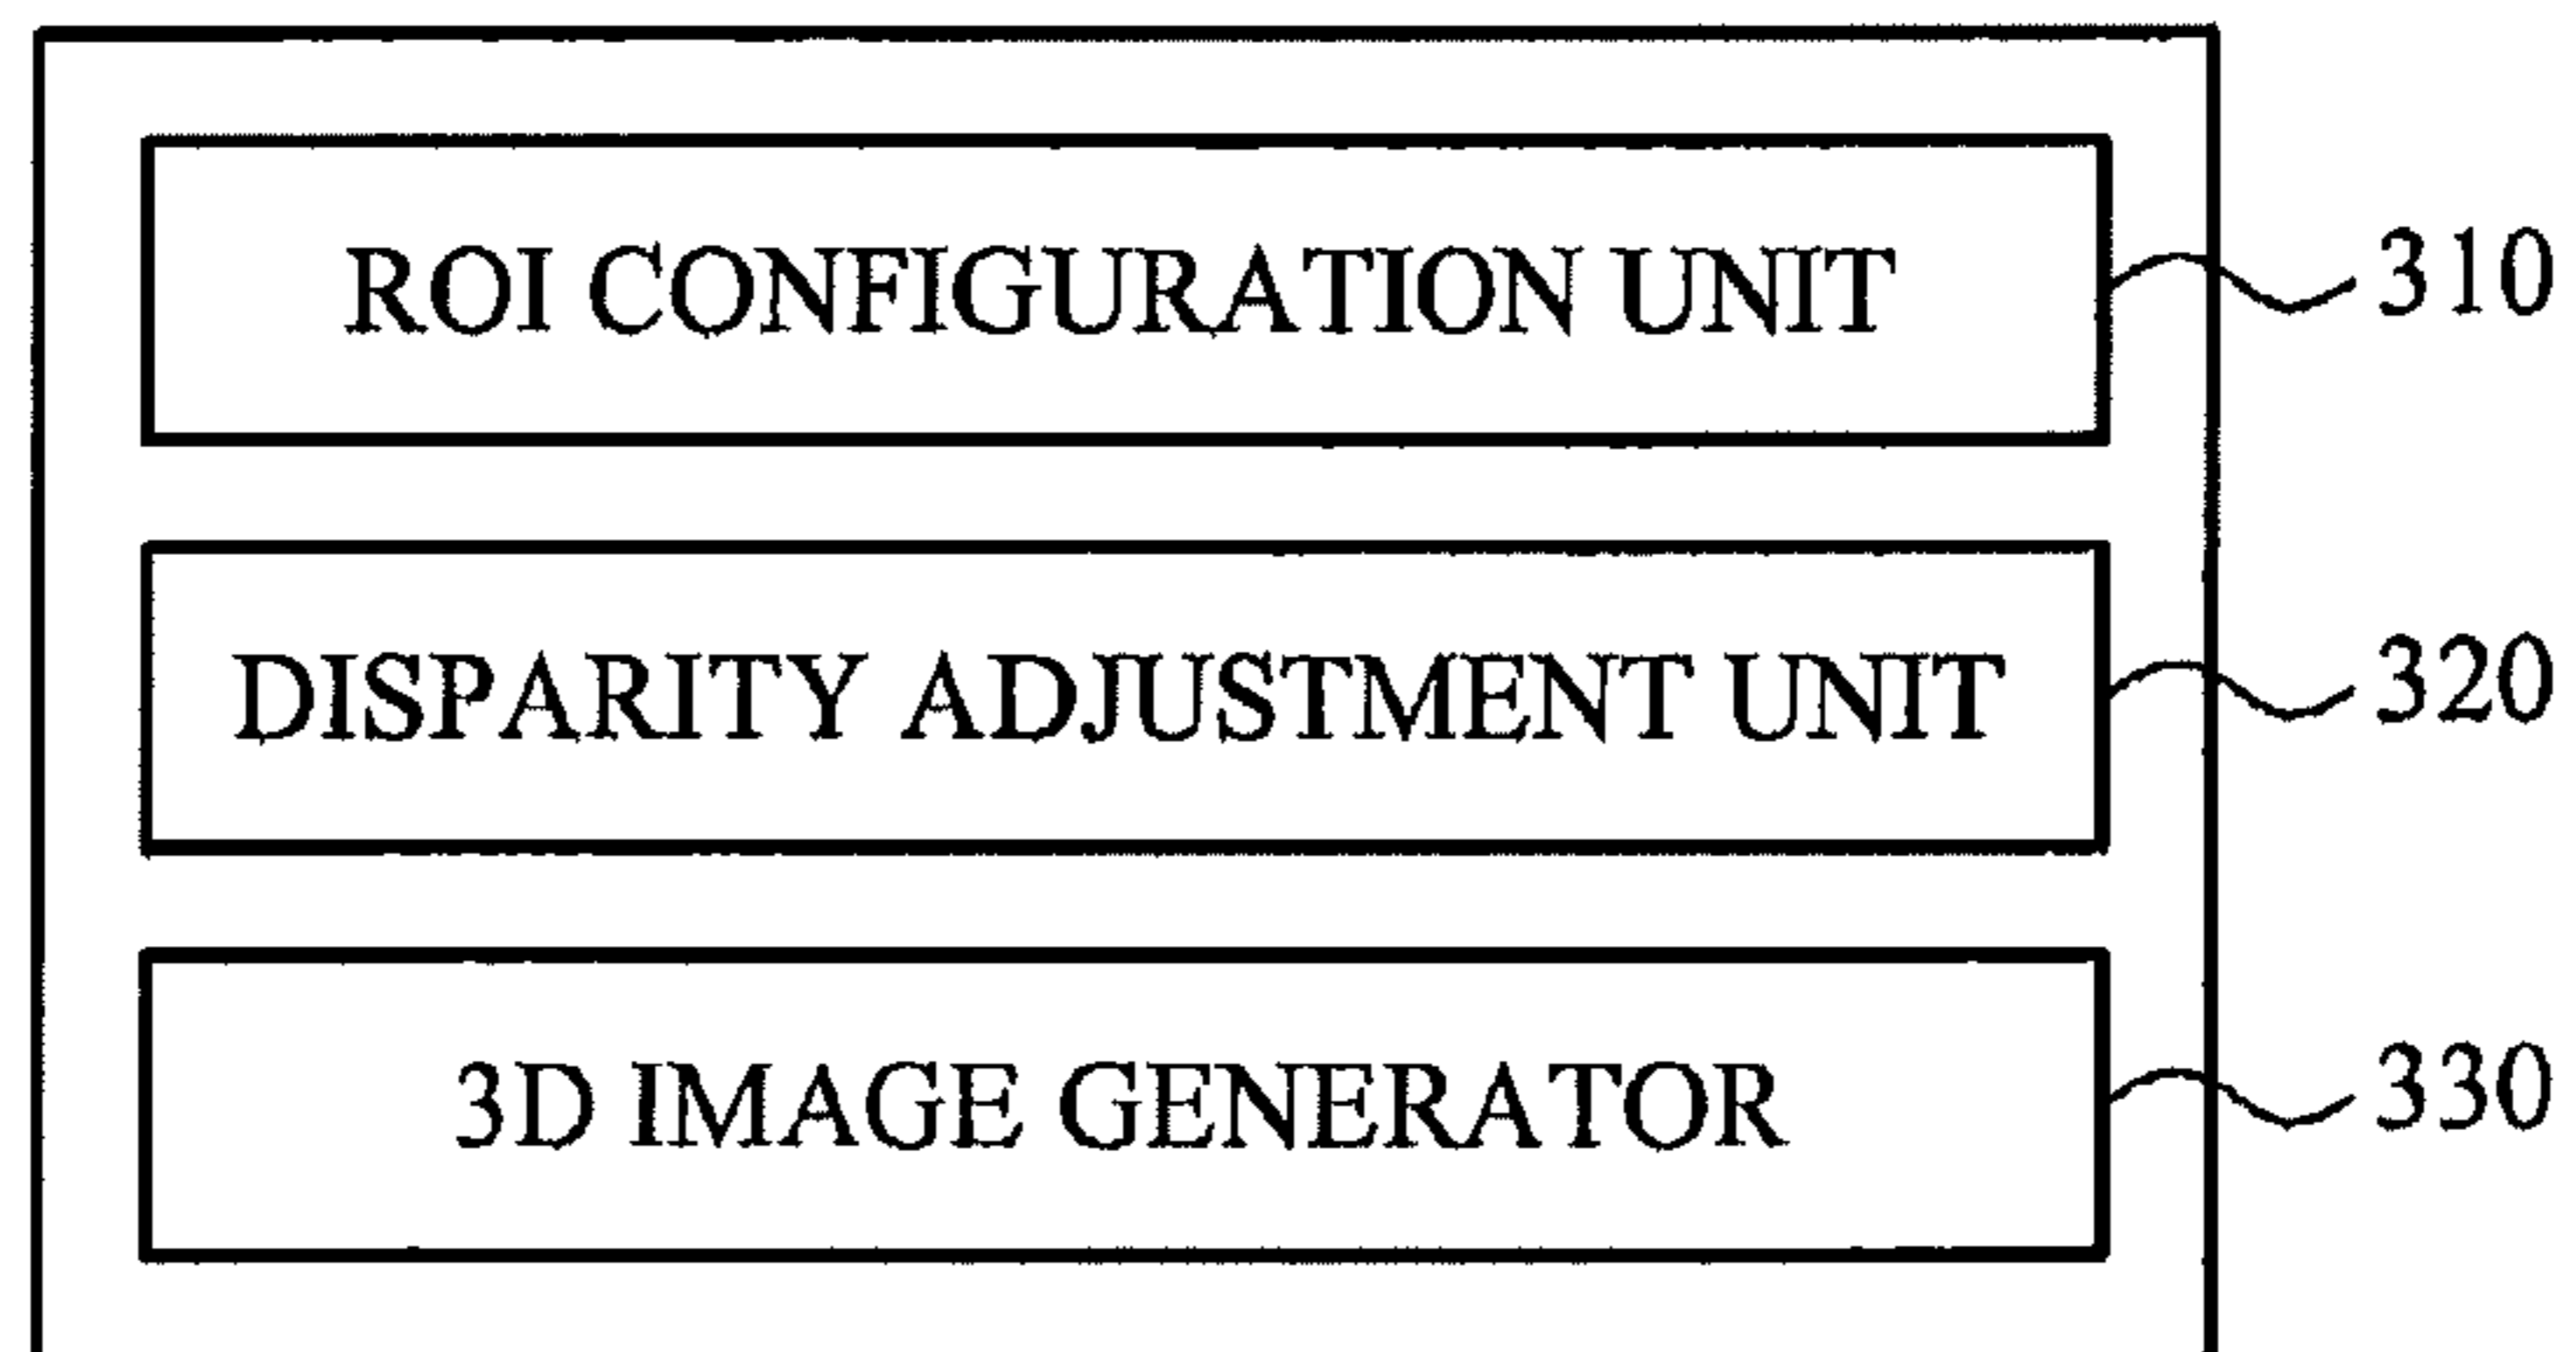 ROI CONFIGURATION UNIT 310
DISPARITY ADJUSTMENT UNIT 320
3D IMAGE GENERATOR 330